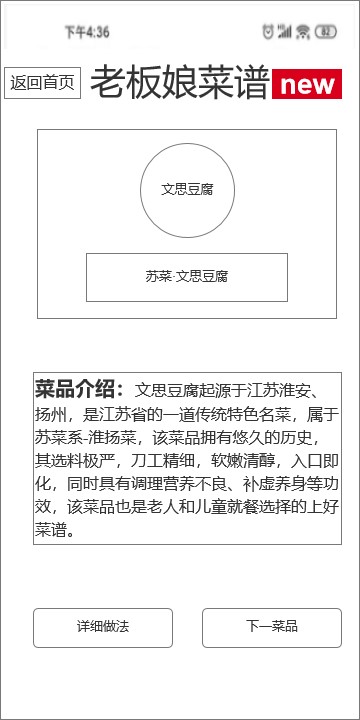 下午4:36
HD 82
返回首页 老板娘菜谱 new
文思豆腐
苏菜·文思豆腐
菜品介绍：文思豆腐起源于江苏淮安、
扬州，是江苏省的一道传统特色名菜，属于
苏菜系-淮扬菜，该菜品拥有悠久的历史，
其选料极严，刀工精细，软嫩清醇，入口即
化，同时具有调理营养不良、补虚养身等功
效，该菜品也是老人和儿童就餐选择的上好
菜谱。
详细做法 下一菜品